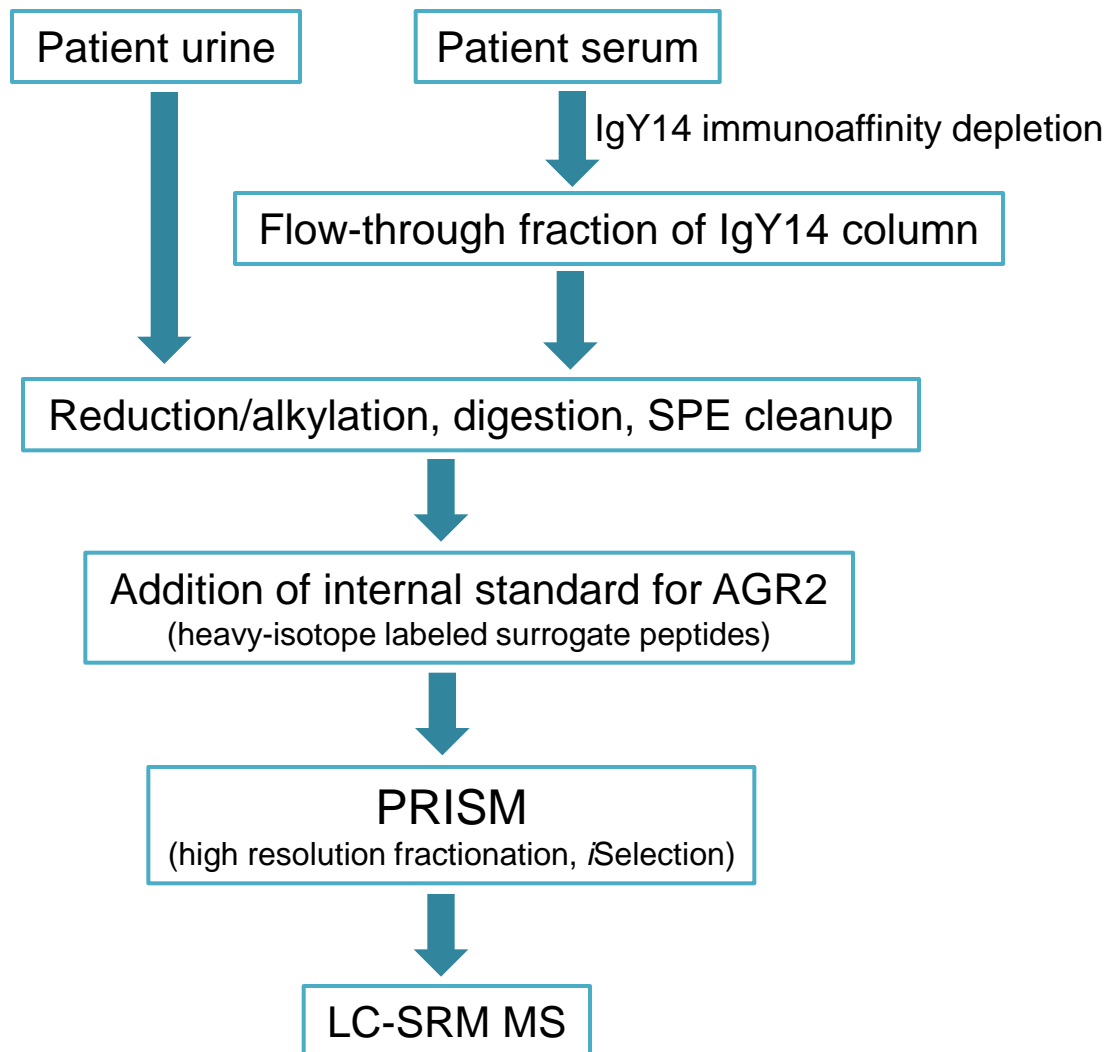 Patient urine
Patient serum
IgY14 immunoaffinity depletion
Flow-through fraction of IgY14 column
Reduction/alkylation, digestion, SPE cleanup
Addition of internal standard for AGR2
(heavy-isotope labeled surrogate peptides)
PRISM
(high resolution fractionation, iSelection)
LC-SRM MS